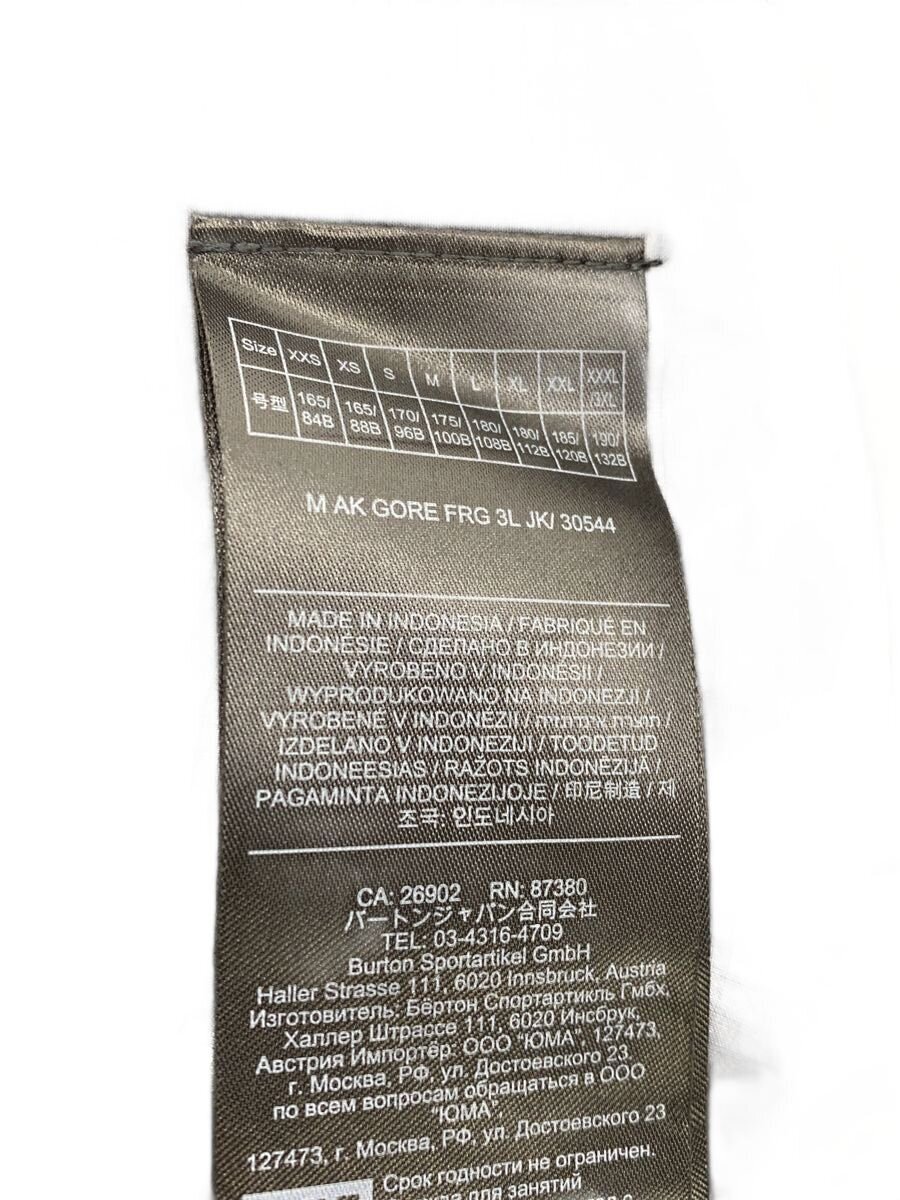 Size XXS XS S M L XL XXL XXXL 3XL
号型 165/84B 165/88B 170/96B 175/100B 180/108B 180/112B 185/120B 190/132B
M AK GORE FRG 3L JK/ 30544
MADE IN INDONESIA / FABRIQUÉ EN
INDONESIE / СДЕЛАНО В ИНДОНЕЗИИ /
VYROBENO V INDONÉSII /
WYPRODUKOWANO NA INDONEZJI /
VYROBENÉ V INDONÉZII / תוצרת אינדונזיה /
IZDELANO V INDONEZIJI / TOODETUD
INDONEESIAS / RAŽOTS INDONĒZIJĀ /
PAGAMINTA INDONEZIJOJE / 印尼制造 / 제
조국: 인도네시아
CA: 26902 RN: 87380
バートンジャパン合同会社
TEL: 03-4316-4709
Burton Sportartikel GmbH
Haller Strasse 111, 6020 Innsbruck, Austria
Изготовитель: Бёртон Спортартикль Гмбх,
Халлер Штрассе 111, 6020 Инсбрук,
Австрия Импортёр: ООО "ЮМА", 127473,
г. Москва, РФ, ул. Достоевского 23,
по всем вопросам обращаться в ООО
"ЮМА",
127473, г. Москва, РФ, ул. Достоевского 23
Срок годности не ограничен.
для занятий